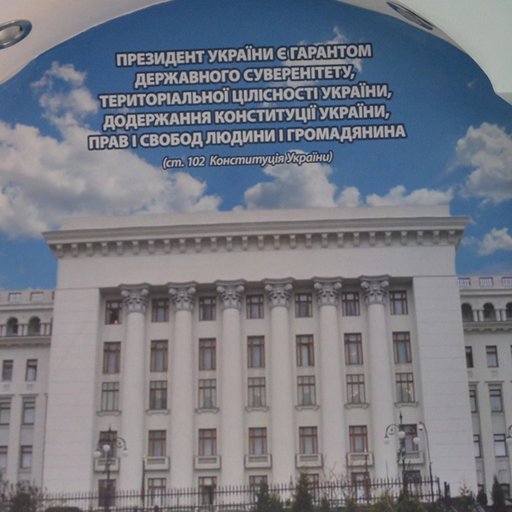 ПРЕЗИДЕНТ УКРАЇНИ Є ГАРАНТОМ
ДЕРЖАВНОГО СУВЕРЕНІТЕТУ,
ТЕРИТОРІАЛЬНОЇ ЦІЛІСНОСТІ УКРАЇНИ,
ДОДЕРЖАННЯ КОНСТИТУЦІЇ УКРАЇНИ,
ПРАВ І СВОБОД ЛЮДИНИ І ГРОМАДЯНИНА
(ст. 102 Конституція України)